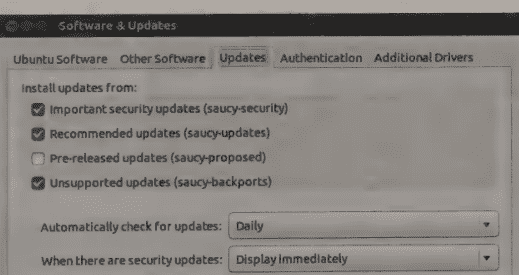 Software & Updates
Ubuntu Software Other Software Updates Authentication Additional Drivers
Install updates from:
Important security updates (saucy-security)
Recommended updates (saucy-updates)
Pre-released updates (saucy-proposed)
Unsupported updates (saucy-backports)
Automatically check for updates: Daily
When there are security updates: Display immediately